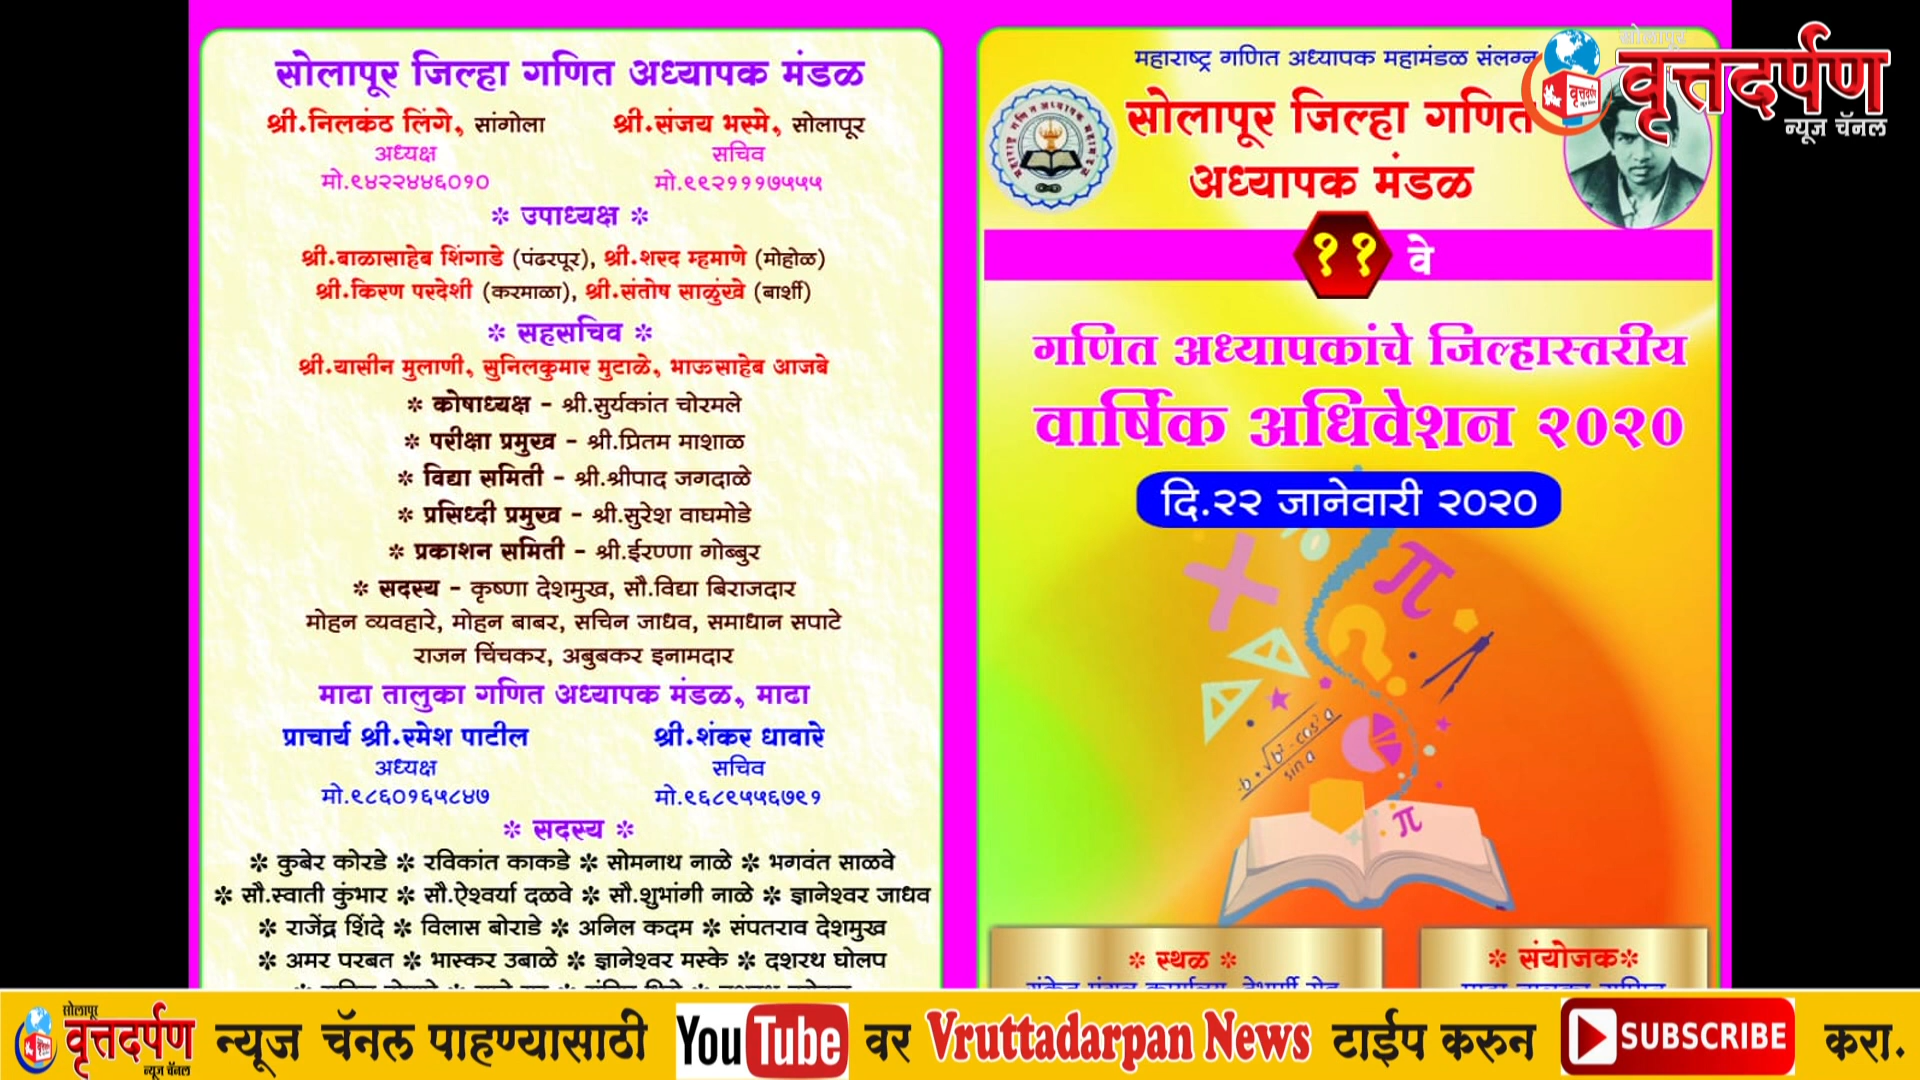 सोलापूर जिल्हा गणित अध्यापक मंडळ
श्री.निलकंठ लिंगे, सांगोला श्री.संजय भस्मे, सोलापूर
अध्यक्ष सचिव
मो.९४२२४४६०१० मो.९९२१११७५५५
* उपाध्यक्ष *
श्री.बाळासाहेब शिंगाडे (पंढरपूर), श्री.शरद म्हमाणे (मोहोळ)
श्री.किरण परदेशी (करमाळा), श्री.संतोष साळुंखे (बार्शी)
* सहसचिव *
श्री.यासीन मुलाणी, सुनिलकुमार मुटाळे, भाऊसाहेब आजबे
* कोषाध्यक्ष - श्री.सुर्यकांत चोरमले
* परीक्षा प्रमुख - श्री.प्रितम माशाळ
* विद्या समिती - श्री.श्रीपाद जगदाळे
* प्रसिध्दी प्रमुख - श्री.सुरेश वाघमोडे
* प्रकाशन समिती - श्री.ईरण्णा गोब्बुर
* सदस्य - कृष्णा देशमुख, सौ.विद्या बिराजदार
मोहन व्यवहारे, मोहन बाबर, सचिन जाधव, समाधान सपाटे
राजन चिंचकर, अबुबकर इनामदार
माढा तालुका गणित अध्यापक मंडळ, माढा
प्राचार्य श्री.रमेश पाटील श्री.शंकर धावारे
अध्यक्ष सचिव
मो.९८६०१६५८४७ मो.९६८९५५६७९१
* सदस्य *
* कुबेर कोरडे * रविकांत काकडे * सोमनाथ नाळे * भगवंत साळवे
* सौ.स्वाती कुंभार * सौ.ऐश्वर्या दळवे * सौ.शुभांगी नाळे * ज्ञानेश्वर जाधव
* राजेंद्र शिंदे * विलास बोराडे * अनिल कदम * संपतराव देशमुख
* अमर परबत * भास्कर उबाळे * ज्ञानेश्वर मस्के * दशरथ घोलप
महाराष्ट्र गणित अध्यापक महामंडळ संलग्न
सोलापूर जिल्हा गणित
अध्यापक मंडळ
११ वे
गणित अध्यापकांचे जिल्हास्तरीय
वार्षिक अधिवेशन २०२०
दि.२२ जानेवारी २०२०
* स्थळ *
* संयोजक*
सोलापूर
वृत्तदर्पण
न्यूज चॅनल
सोलापूर
वृत्तदर्पण
न्यूज चॅनल
न्यूज चॅनल पाहण्यासाठी YouTube वर Vruttadarpan News टाईप करुन SUBSCRIBE करा.